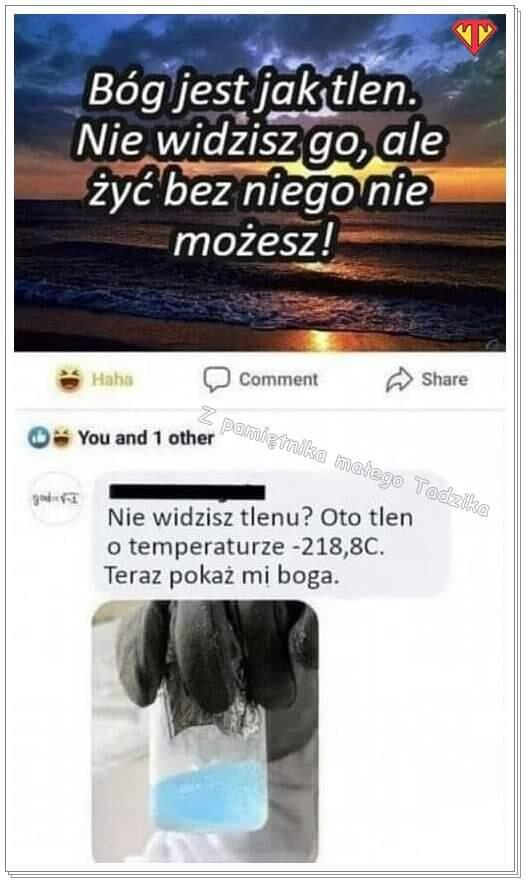 T
Bóg jest jak tlen.
Nie widzisz go, ale
żyć bez niego nie
możesz!
Haha
Comment
Share
You and 1 other
Z pamiętnika małego Tadzika
Nie widzisz tlenu? Oto tlen
o temperaturze -218,8C.
Teraz pokaż mi boga.